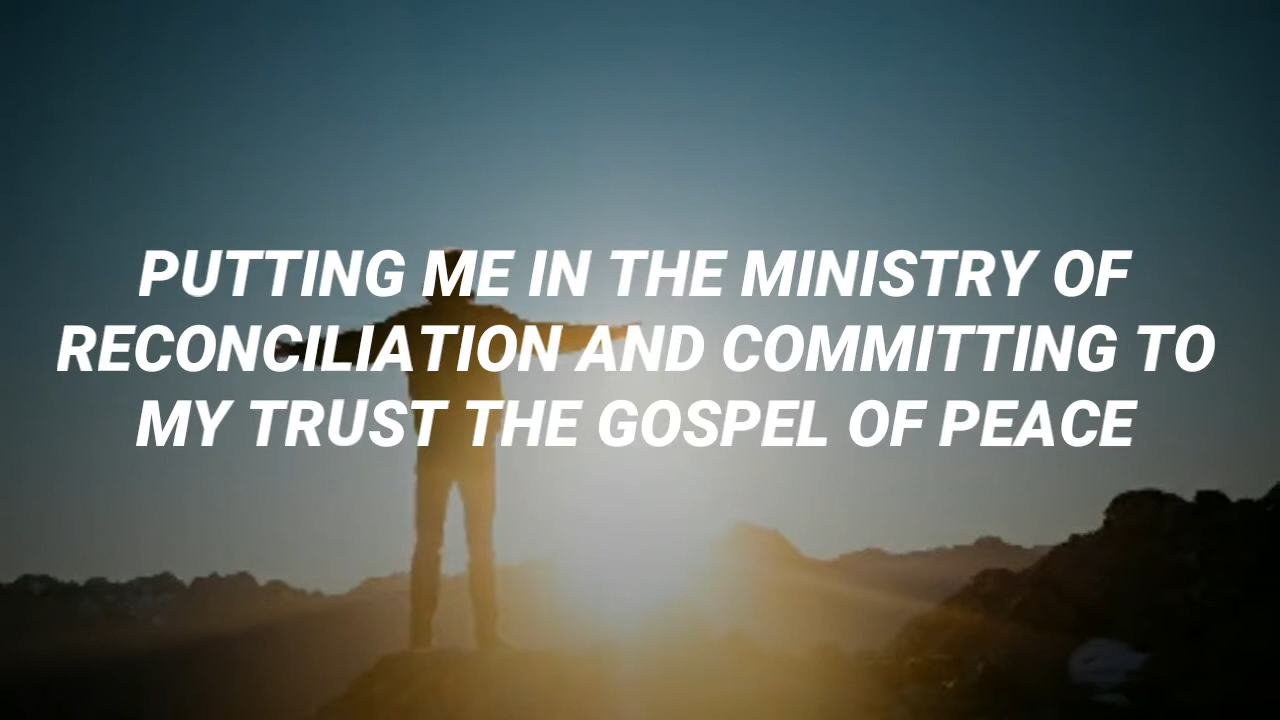 PUTTING ME IN THE MINISTRY OF
RECONCILIATION AND COMMITTING TO
MY TRUST THE GOSPEL OF PEACE